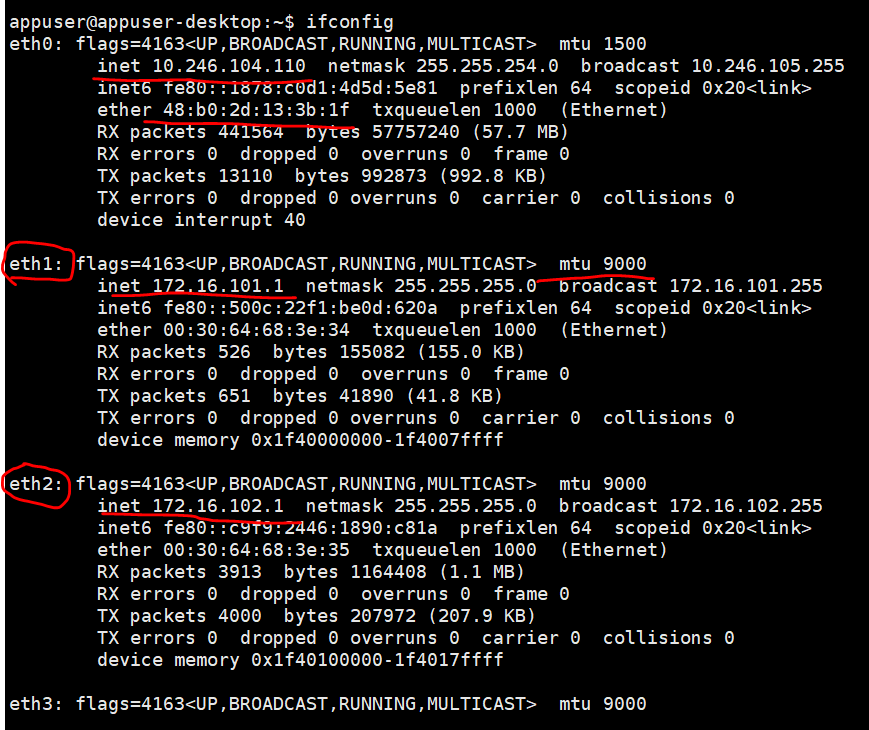 appuser@appuser-desktop:~$ ifconfig
eth0: flags=4163<UP,BROADCAST,RUNNING,MULTICAST>  mtu 1500
        inet 10.246.104.110  netmask 255.255.254.0  broadcast 10.246.105.255
        inet6 fe80::1878:c0d1:4d5d:5e81  prefixlen 64  scopeid 0x20<link>
        ether 48:b0:2d:13:3b:1f  txqueuelen 1000  (Ethernet)
        RX packets 441564  bytes 57757240 (57.7 MB)
        RX errors 0  dropped 0  overruns 0  frame 0
        TX packets 13110  bytes 992873 (992.8 KB)
        TX errors 0  dropped 0 overruns 0  carrier 0  collisions 0
        device interrupt 40

eth1: flags=4163<UP,BROADCAST,RUNNING,MULTICAST>  mtu 9000
        inet 172.16.101.1  netmask 255.255.255.0  broadcast 172.16.101.255
        inet6 fe80::500c:22f1:be0d:620a  prefixlen 64  scopeid 0x20<link>
        ether 00:30:64:68:3e:34  txqueuelen 1000  (Ethernet)
        RX packets 526  bytes 155082 (155.0 KB)
        RX errors 0  dropped 0  overruns 0  frame 0
        TX packets 651  bytes 41890 (41.8 KB)
        TX errors 0  dropped 0 overruns 0  carrier 0  collisions 0
        device memory 0x1f40000000-1f4007ffff

eth2: flags=4163<UP,BROADCAST,RUNNING,MULTICAST>  mtu 9000
        inet 172.16.102.1  netmask 255.255.255.0  broadcast 172.16.102.255
        inet6 fe80::c9f9:2446:1890:c81a  prefixlen 64  scopeid 0x20<link>
        ether 00:30:64:68:3e:35  txqueuelen 1000  (Ethernet)
        RX packets 3913  bytes 1164408 (1.1 MB)
        RX errors 0  dropped 0  overruns 0  frame 0
        TX packets 4000  bytes 207972 (207.9 KB)
        TX errors 0  dropped 0 overruns 0  carrier 0  collisions 0
        device memory 0x1f40100000-1f4017ffff

eth3: flags=4163<UP,BROADCAST,RUNNING,MULTICAST>  mtu 9000